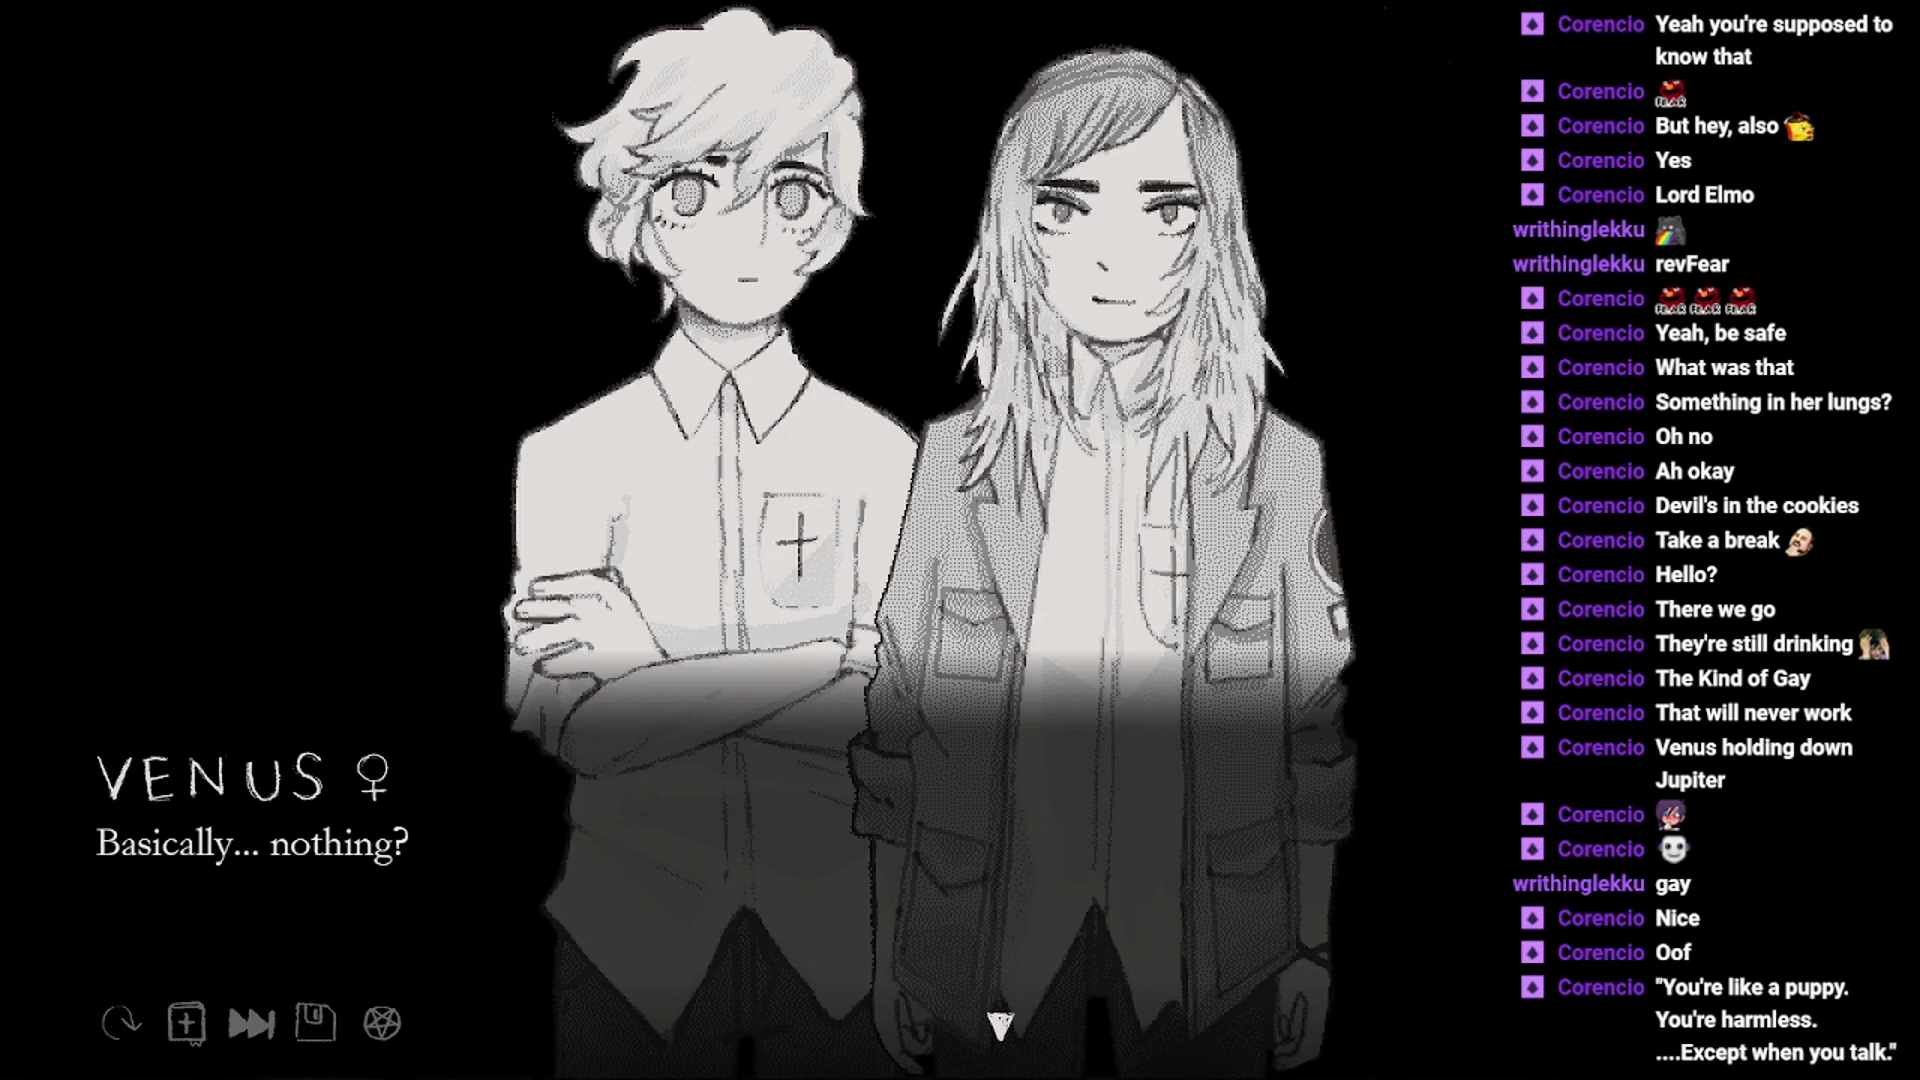 VENUS ♀
Basically... nothing?
Corencio Yeah you're supposed to
know that
Corencio FEAR
Corencio But hey, also
Corencio Yes
Corencio Lord Elmo
writhinglekku
writhinglekku revFear
Corencio FEAR FEAR FEAR
Corencio Yeah, be safe
Corencio What was that
Corencio Something in her lungs?
Corencio Oh no
Corencio Ah okay
Corencio Devil's in the cookies
Corencio Take a break
Corencio Hello?
Corencio There we go
Corencio They're still drinking
Corencio The Kind of Gay
Corencio That will never work
Corencio Venus holding down
Jupiter
Corencio
Corencio
writhinglekku gay
Corencio Nice
Corencio Oof
Corencio "You're like a puppy.
You're harmless.
....Except when you talk."